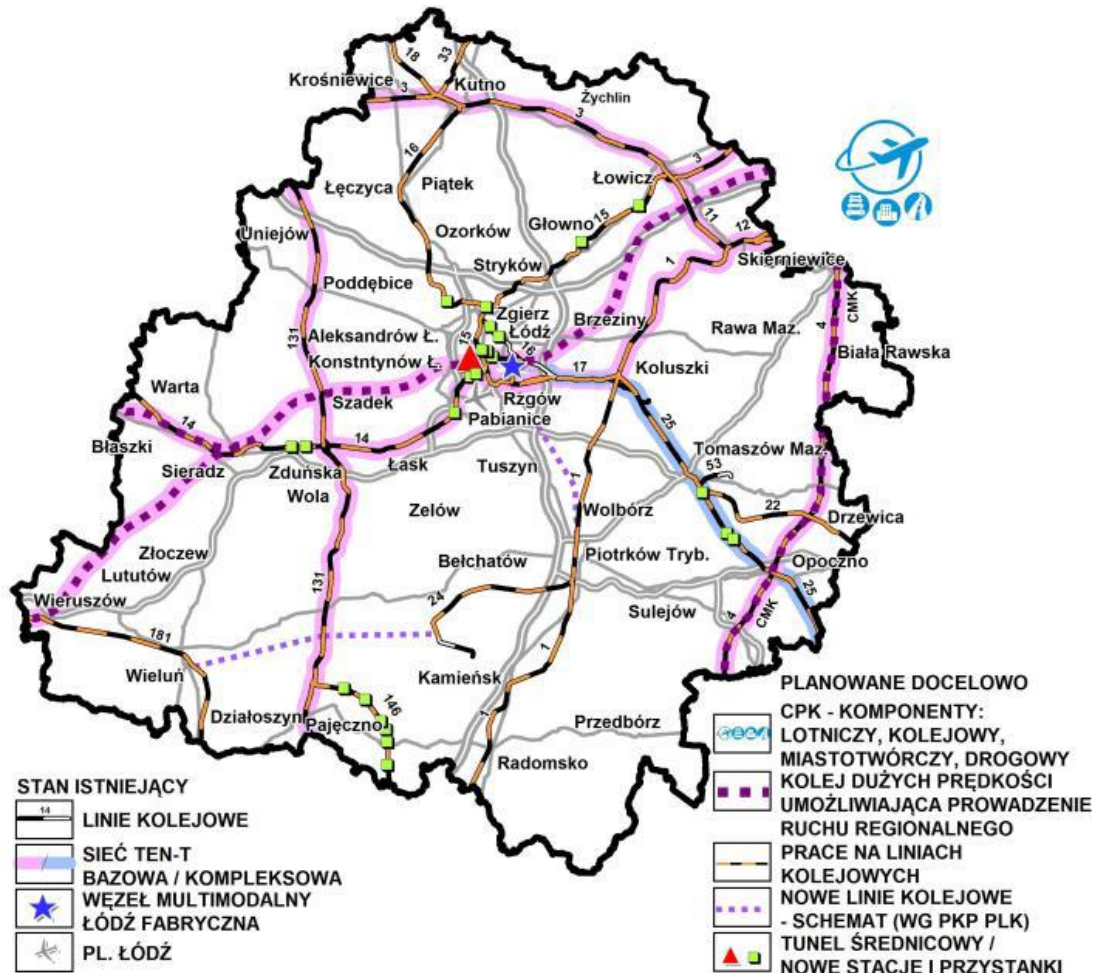 18
33
Krośniewice
3
Kutno
Żychlin
3
16
Łęczyca
Piątek
Łowicz
3
Głowno
15
11
12
Uniejów
Ozorków
Stryków
1
Skierniewice
Poddębice
Zgierz
4
CMK
Aleksandrów Ł.
15
Łódź
Brzeziny
Rawa Maz.
131
Konstntynów Ł.
16
17
Koluszki
Biała Rawska
Warta
Szadek
Rzgów
14
Pabianice
25
Błaszki
14
Łask
Tomaszów Maz.
Sieradz
Zduńska
Wola
Tuszyn
53
Zelów
1
Wolbórz
22
Drzewica
Złoczew
Bełchatów
Piotrków Tryb.
Opoczno
Lututów
131
24
25
Wieruszów
Sulejów
4
CMK
181
Wieluń
Kamieńsk
1
Działoszyn
Pajęczno
146
1
Przedbórz
Radomsko
STAN ISTNIEJĄCY
14
LINIE KOLEJOWE
SIEĆ TEN-T
BAZOWA / KOMPLEKSOWA
WĘZEŁ MULTIMODALNY
ŁÓDŹ FABRYCZNA
PL. ŁÓDŹ
PLANOWANE DOCELOWO
CPK - KOMPONENTY:
LOTNICZY, KOLEJOWY,
MIASTOTWÓRCZY, DROGOWY
KOLEJ DUŻYCH PRĘDKOŚCI
UMOŻLIWIAJĄCA PROWADZENIE
RUCHU REGIONALNEGO
PRACE NA LINIACH
KOLEJOWYCH
NOWE LINIE KOLEJOWE
- SCHEMAT (WG PKP PLK)
TUNEL ŚREDNICOWY /
NOWE STACJE I PRZYSTANKI